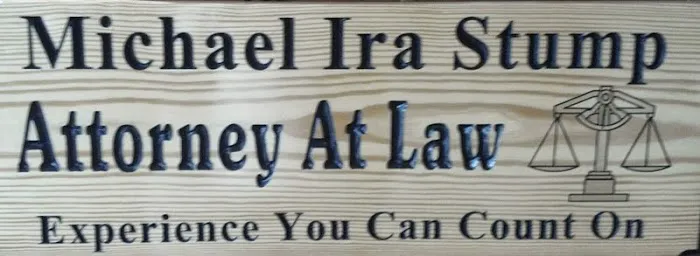 Michael Ira Stump
Attorney At Law
Experience You Can Count On